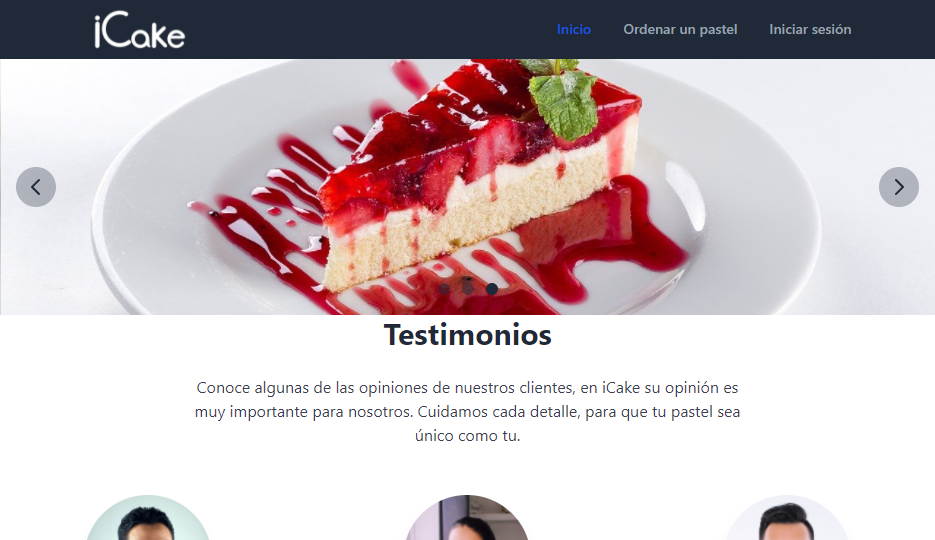 iCake
Inicio Ordenar un pastel Iniciar sesión
Testimonios
Conoce algunas de las opiniones de nuestros clientes, en iCake su opinión es
muy importante para nosotros. Cuidamos cada detalle, para que tu pastel sea
único como tu.